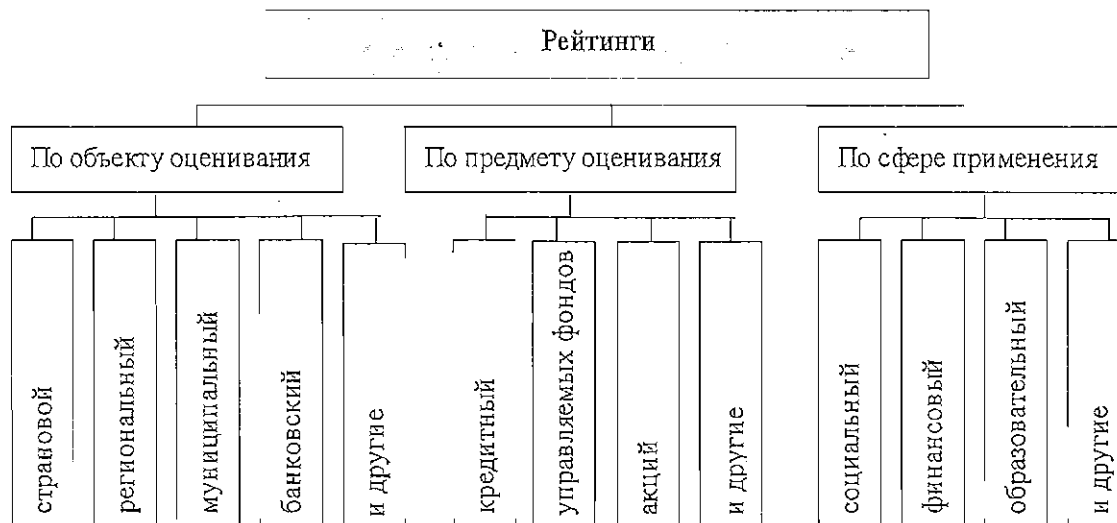 Рейтинги
По объекту оценивания
По предмету оценивания
По сфере применения
страновой
региональный
муниципальный
банковский
и другие
кредитный
управляемых фондов
акций
и другие
социальный
финансовый
образовательный
и другие